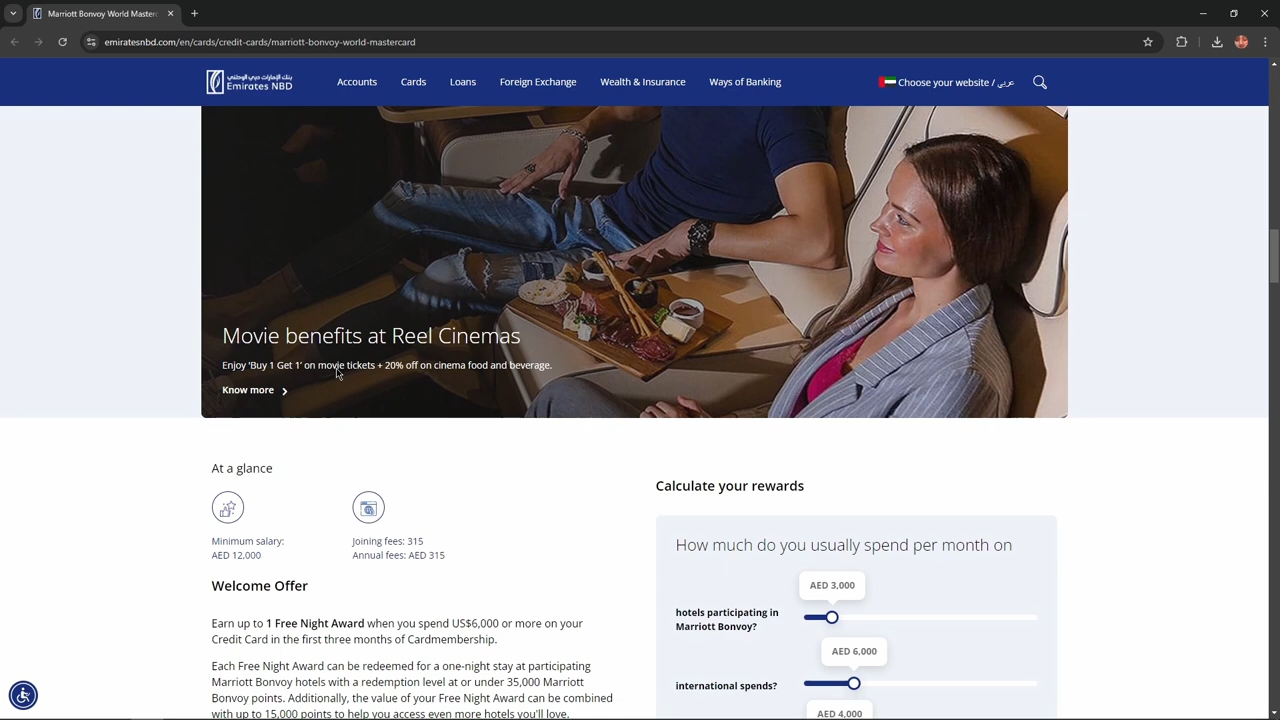 Marriott Bonvoy World Masterc
emiratesnbd.com/en/cards/credit-cards/marriott-bonvoy-world-mastercard
بنك الإمارات دبي الوطني
Emirates NBD
Accounts
Cards
Loans
Foreign Exchange
Wealth & Insurance
Ways of Banking
Choose your website / عربي
Movie benefits at Reel Cinemas
Enjoy 'Buy 1 Get 1' on movie tickets + 20% off on cinema food and beverage.
Know more
At a glance
Minimum salary:
AED 12,000
Joining fees: 315
Annual fees: AED 315
Welcome Offer
Earn up to 1 Free Night Award when you spend US$6,000 or more on your
Credit Card in the first three months of Cardmembership.
Each Free Night Award can be redeemed for a one-night stay at participating
Marriott Bonvoy hotels with a redemption level at or under 35,000 Marriott
Bonvoy points. Additionally, the value of your Free Night Award can be combined
with up to 15,000 points to help you access even more hotels you'll love.
Calculate your rewards
How much do you usually spend per month on
AED 3,000
hotels participating in
Marriott Bonvoy?
AED 6,000
international spends?
AED 4,000